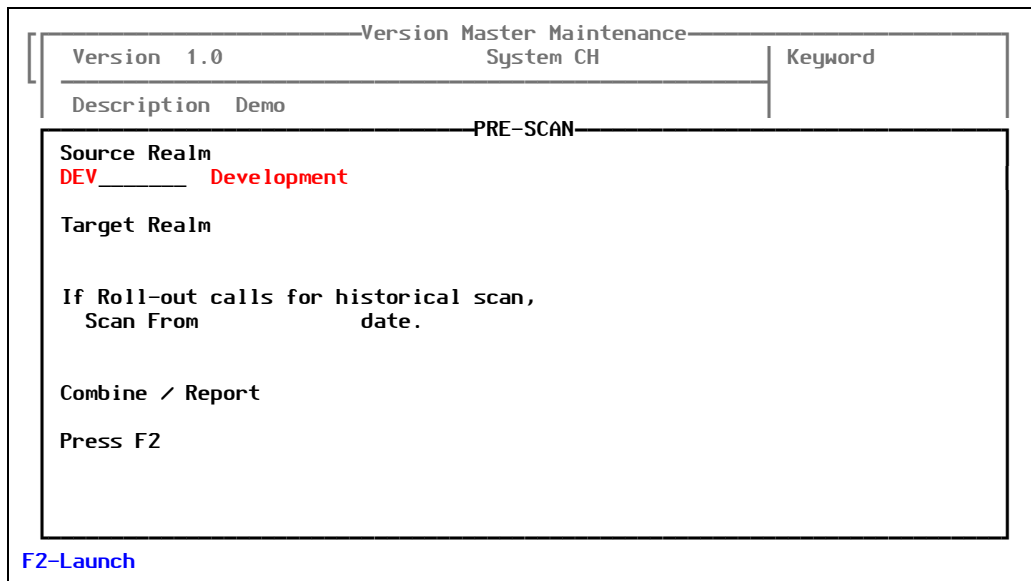 Version Master Maintenance
Version 1.0 System CH Keyword
Description Demo
PRE-SCAN
Source Realm
DEV_______ Development
Target Realm
If Roll-out calls for historical scan,
Scan From date.
Combine / Report
Press F2
F2-Launch